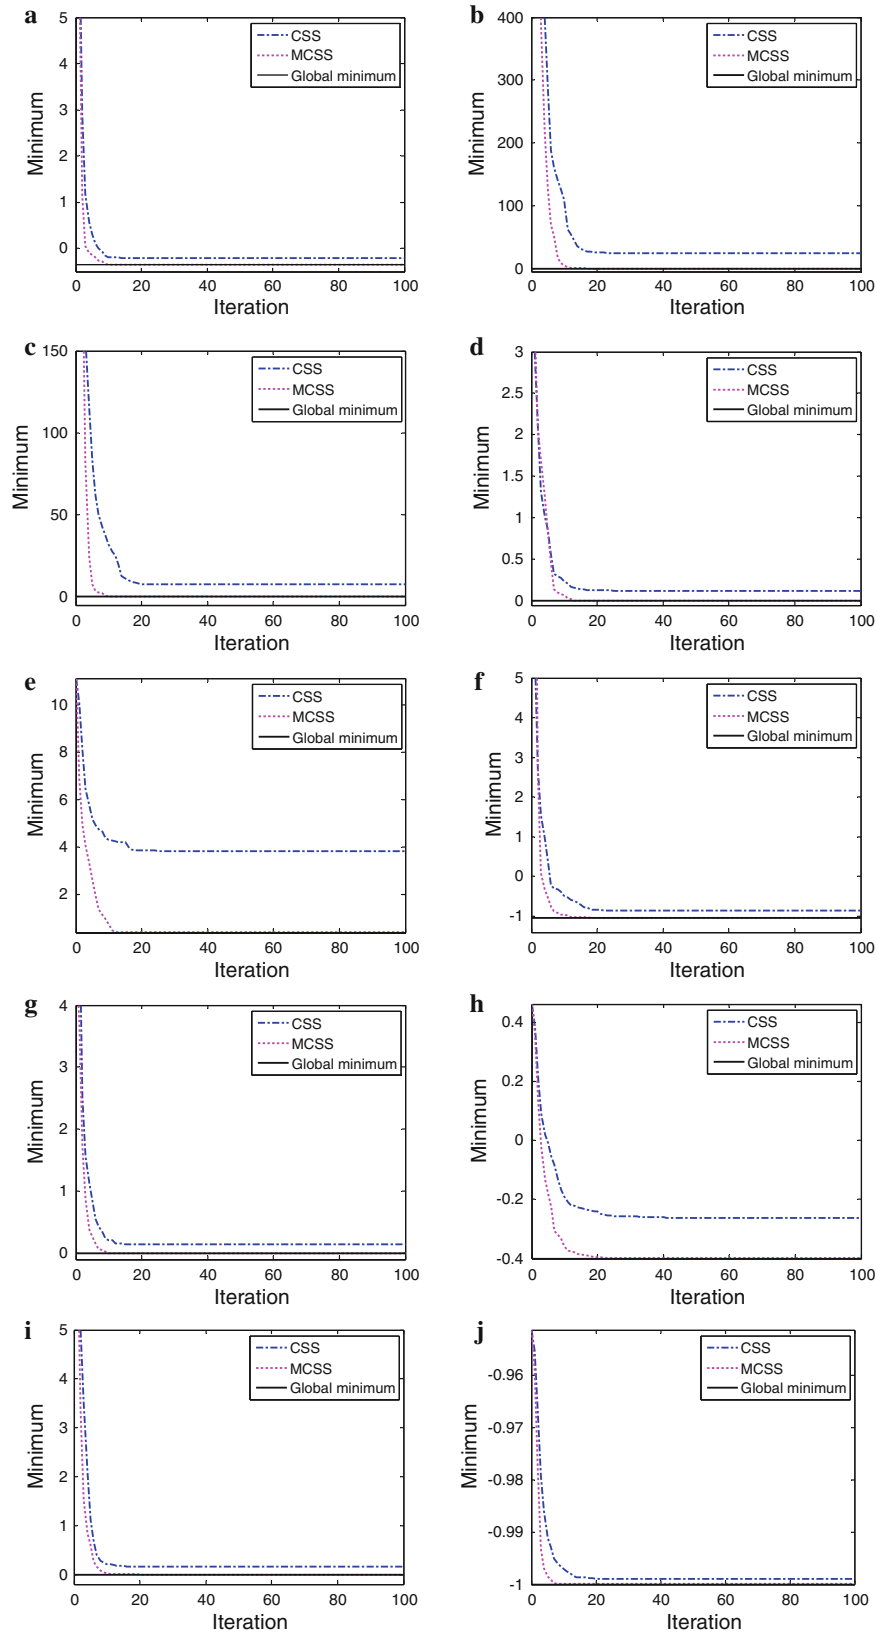 a
5
4
3
2
1
0
Minimum
0 20 40 60 80 100
Iteration
CSS
MCSS
Global minimum
b
400
300
200
100
0
Minimum
0 20 40 60 80 100
Iteration
CSS
MCSS
Global minimum
c
150
100
50
0
Minimum
0 20 40 60 80 100
Iteration
CSS
MCSS
Global minimum
d
3
2.5
2
1.5
1
0.5
0
Minimum
0 20 40 60 80 100
Iteration
CSS
MCSS
Global minimum
e
10
8
6
4
2
Minimum
0 20 40 60 80 100
Iteration
CSS
MCSS
Global minimum
f
5
4
3
2
1
0
-1
Minimum
0 20 40 60 80 100
Iteration
CSS
MCSS
Global minimum
g
4
3
2
1
0
Minimum
0 20 40 60 80 100
Iteration
CSS
MCSS
Global minimum
h
0.4
0.2
0
-0.2
-0.4
Minimum
0 20 40 60 80 100
Iteration
CSS
MCSS
Global minimum
i
5
4
3
2
1
0
Minimum
0 20 40 60 80 100
Iteration
CSS
MCSS
Global minimum
j
-0.96
-0.97
-0.98
-0.99
-1
Minimum
0 20 40 60 80 100
Iteration
CSS
MCSS
Global minimum